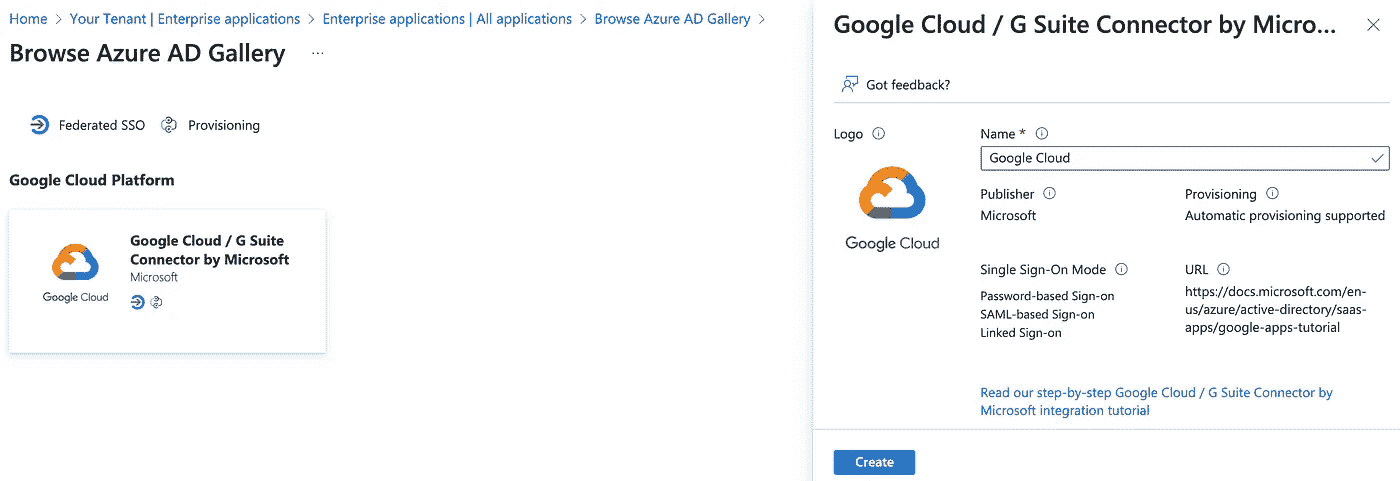 Home > Your Tenant | Enterprise applications > Enterprise applications | All applications > Browse Azure AD Gallery >
Browse Azure AD Gallery ...
Federated SSO Provisioning
Google Cloud Platform
Google Cloud / G Suite
Connector by Microsoft
Microsoft
Google Cloud
Google Cloud / G Suite Connector by Micro...
Got feedback?
Logo
Google Cloud
Name *
Google Cloud
Publisher
Microsoft
Provisioning
Automatic provisioning supported
Single Sign-On Mode
Password-based Sign-on
SAML-based Sign-on
Linked Sign-on
URL
https://docs.microsoft.com/en-
us/azure/active-directory/saas-
apps/google-apps-tutorial
Read our step-by-step Google Cloud / G Suite Connector by
Microsoft integration tutorial
Create